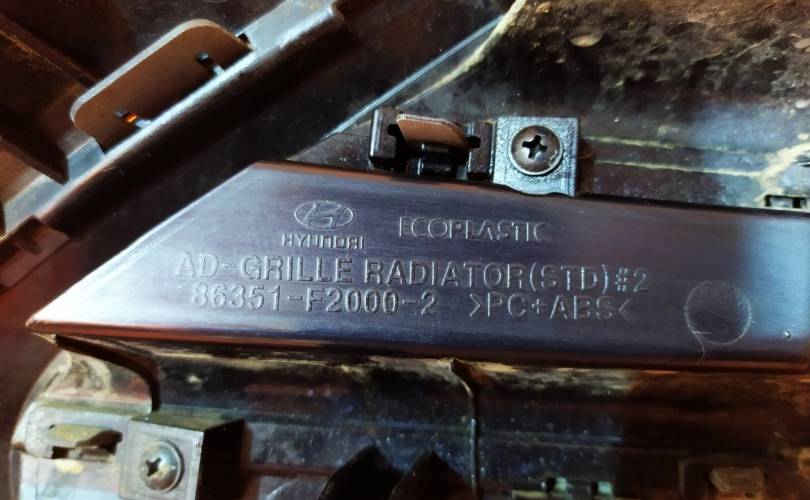 HYUNDAI ECOPLASTIC
AD-GRILLE RADIATOR(STD)#2
86351-F2000-2 >PC+ABS<